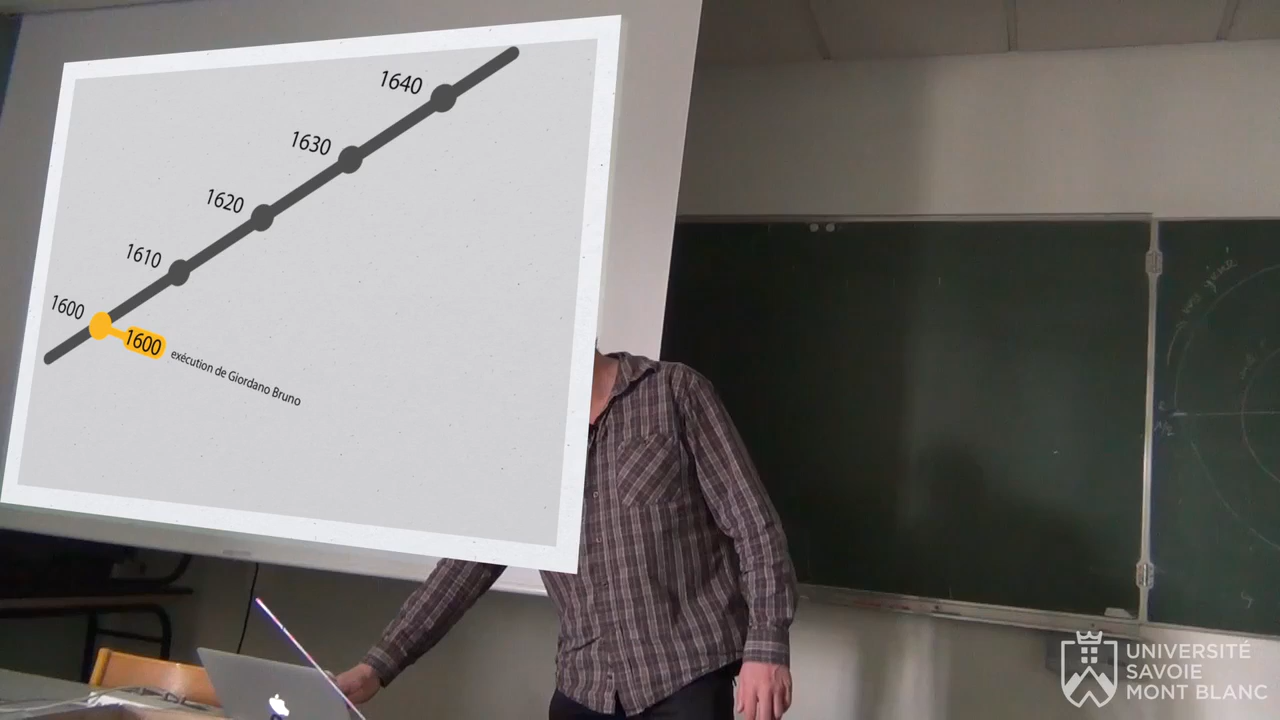 1640
1630
1620
1610
1600
1600 exécution de Giordano Bruno
UNIVERSITÉ
SAVOIE
MONT BLANC